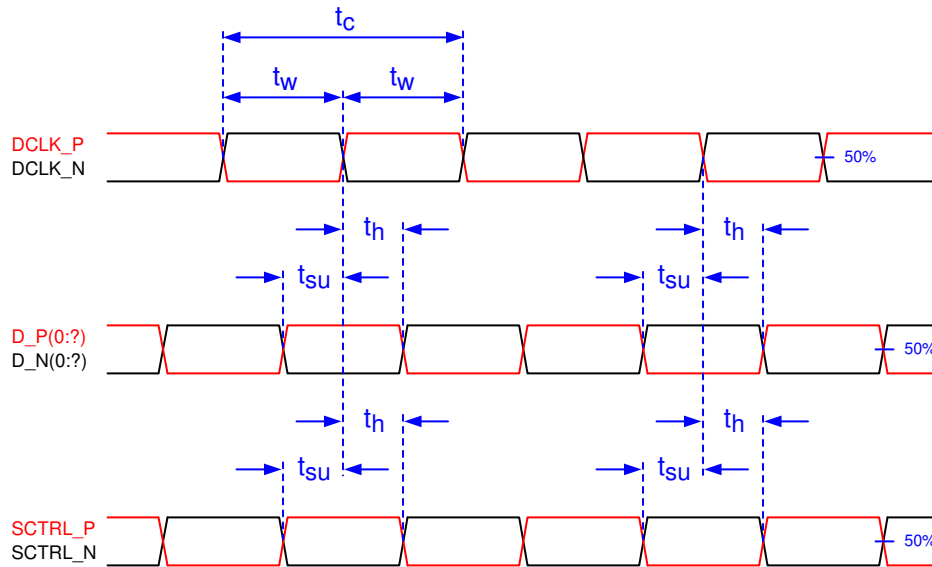 tc
tw tw
DCLK_P
DCLK_N
50%
th th
tsu tsu
D_P(0:?)
D_N(0:?)
50%
th th
tsu tsu
SCTRL_P
SCTRL_N
50%